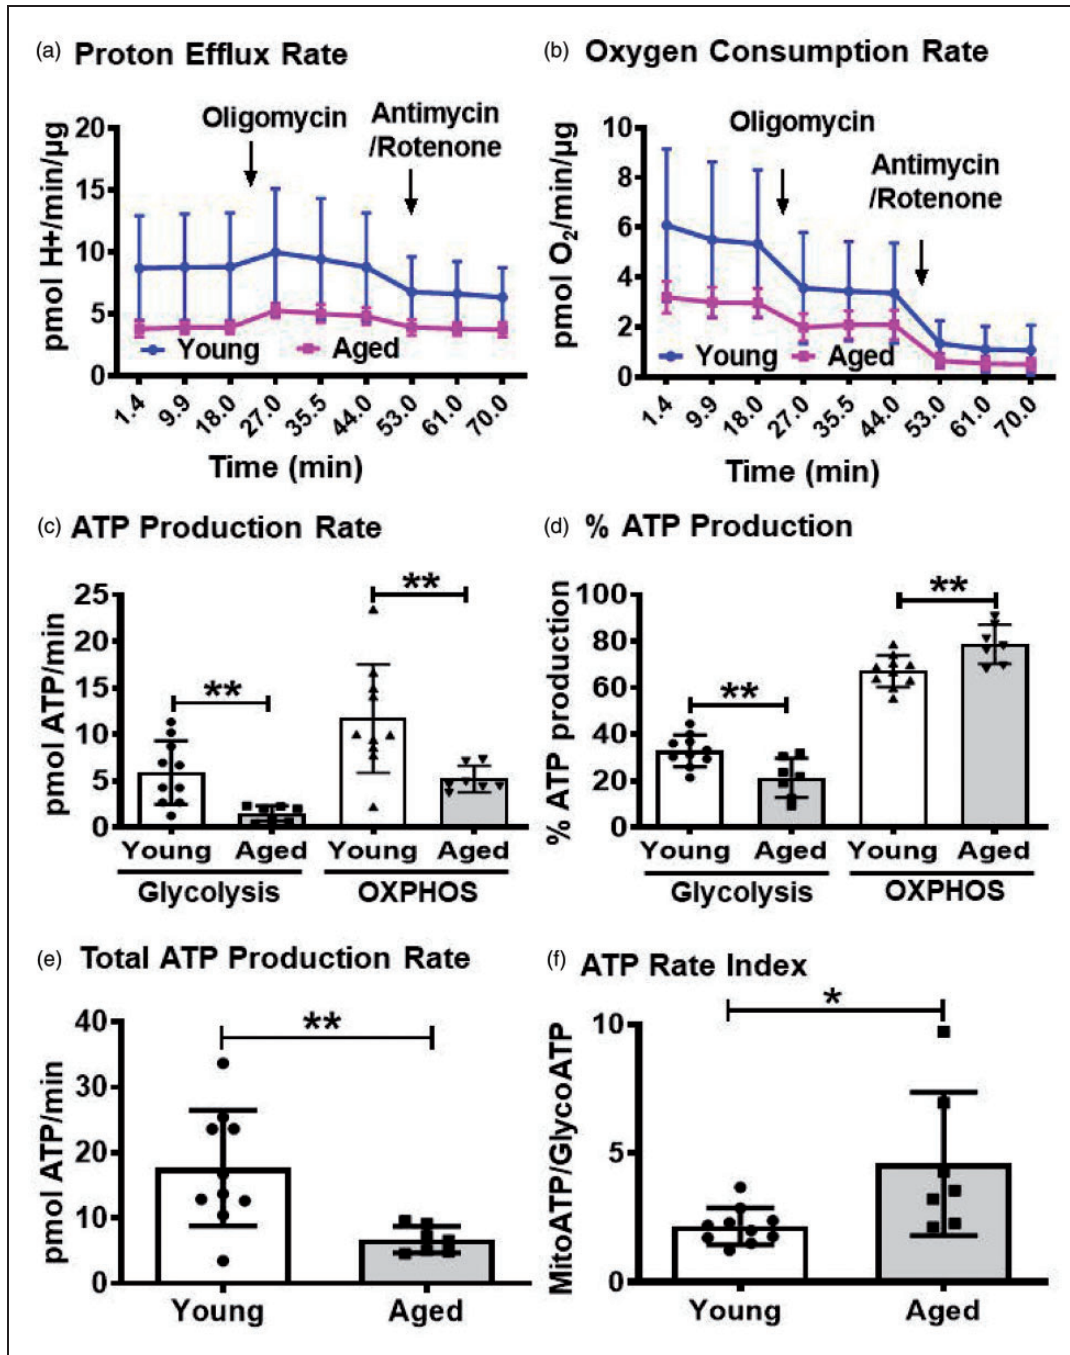 (a) Proton Efflux Rate
Oligomycin
Antimycin
/Rotenone
pmol H+/min/µg
20
15
10
5
0
Young
Aged
1.4 9.9 18.0 27.0 35.5 44.0 53.0 61.0 70.0
Time (min)
(b) Oxygen Consumption Rate
Oligomycin
Antimycin
/Rotenone
pmol O₂/min/µg
10
8
6
4
2
0
Young
Aged
1.4 9.9 18.0 27.0 35.5 44.0 53.0 61.0 70.0
Time (min)
(c) ATP Production Rate
pmol ATP/min
25
20
15
10
5
0
**
**
Young Aged Young Aged
Glycolysis OXPHOS
(d) % ATP Production
% ATP production
100
80
60
40
20
0
**
**
Young Aged Young Aged
Glycolysis OXPHOS
(e) Total ATP Production Rate
pmol ATP/min
40
30
20
10
0
**
Young Aged
(f) ATP Rate Index
MitoATP/GlycoATP
10
5
0
*
Young Aged